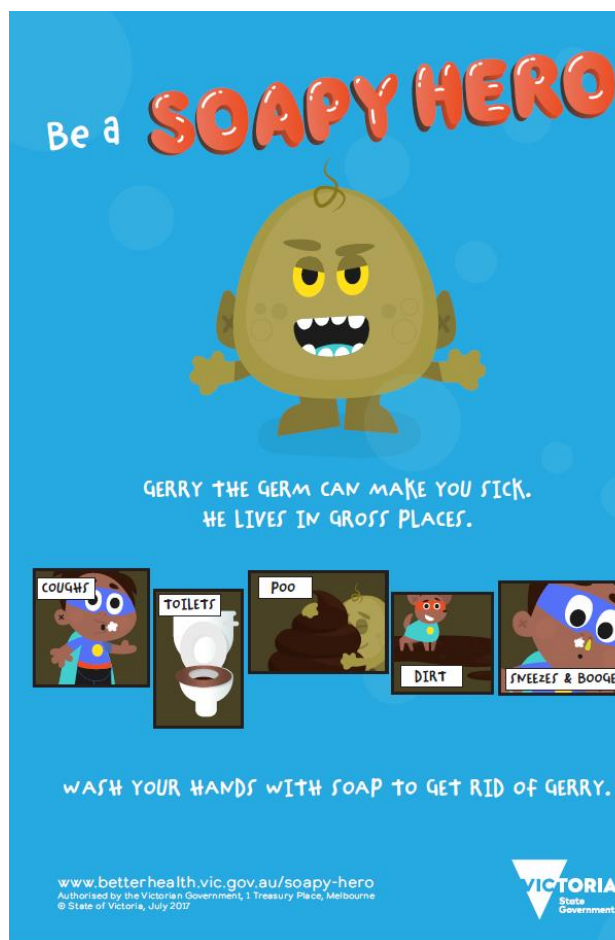 Be a SOAPY HERO
GERRY THE GERM CAN MAKE YOU SICK.
HE LIVES IN GROSS PLACES.
COUGHS
TOILETS
POO
DIRT
SNEEZES & BOOGE
WASH YOUR HANDS WITH SOAP TO GET RID OF GERRY.
www.betterhealth.vic.gov.au/soapy-hero
Authorised by the Victorian Government, 1 Treasury Place, Melbourne
© State of Victoria, July 2017
VICTORIA
State
Government